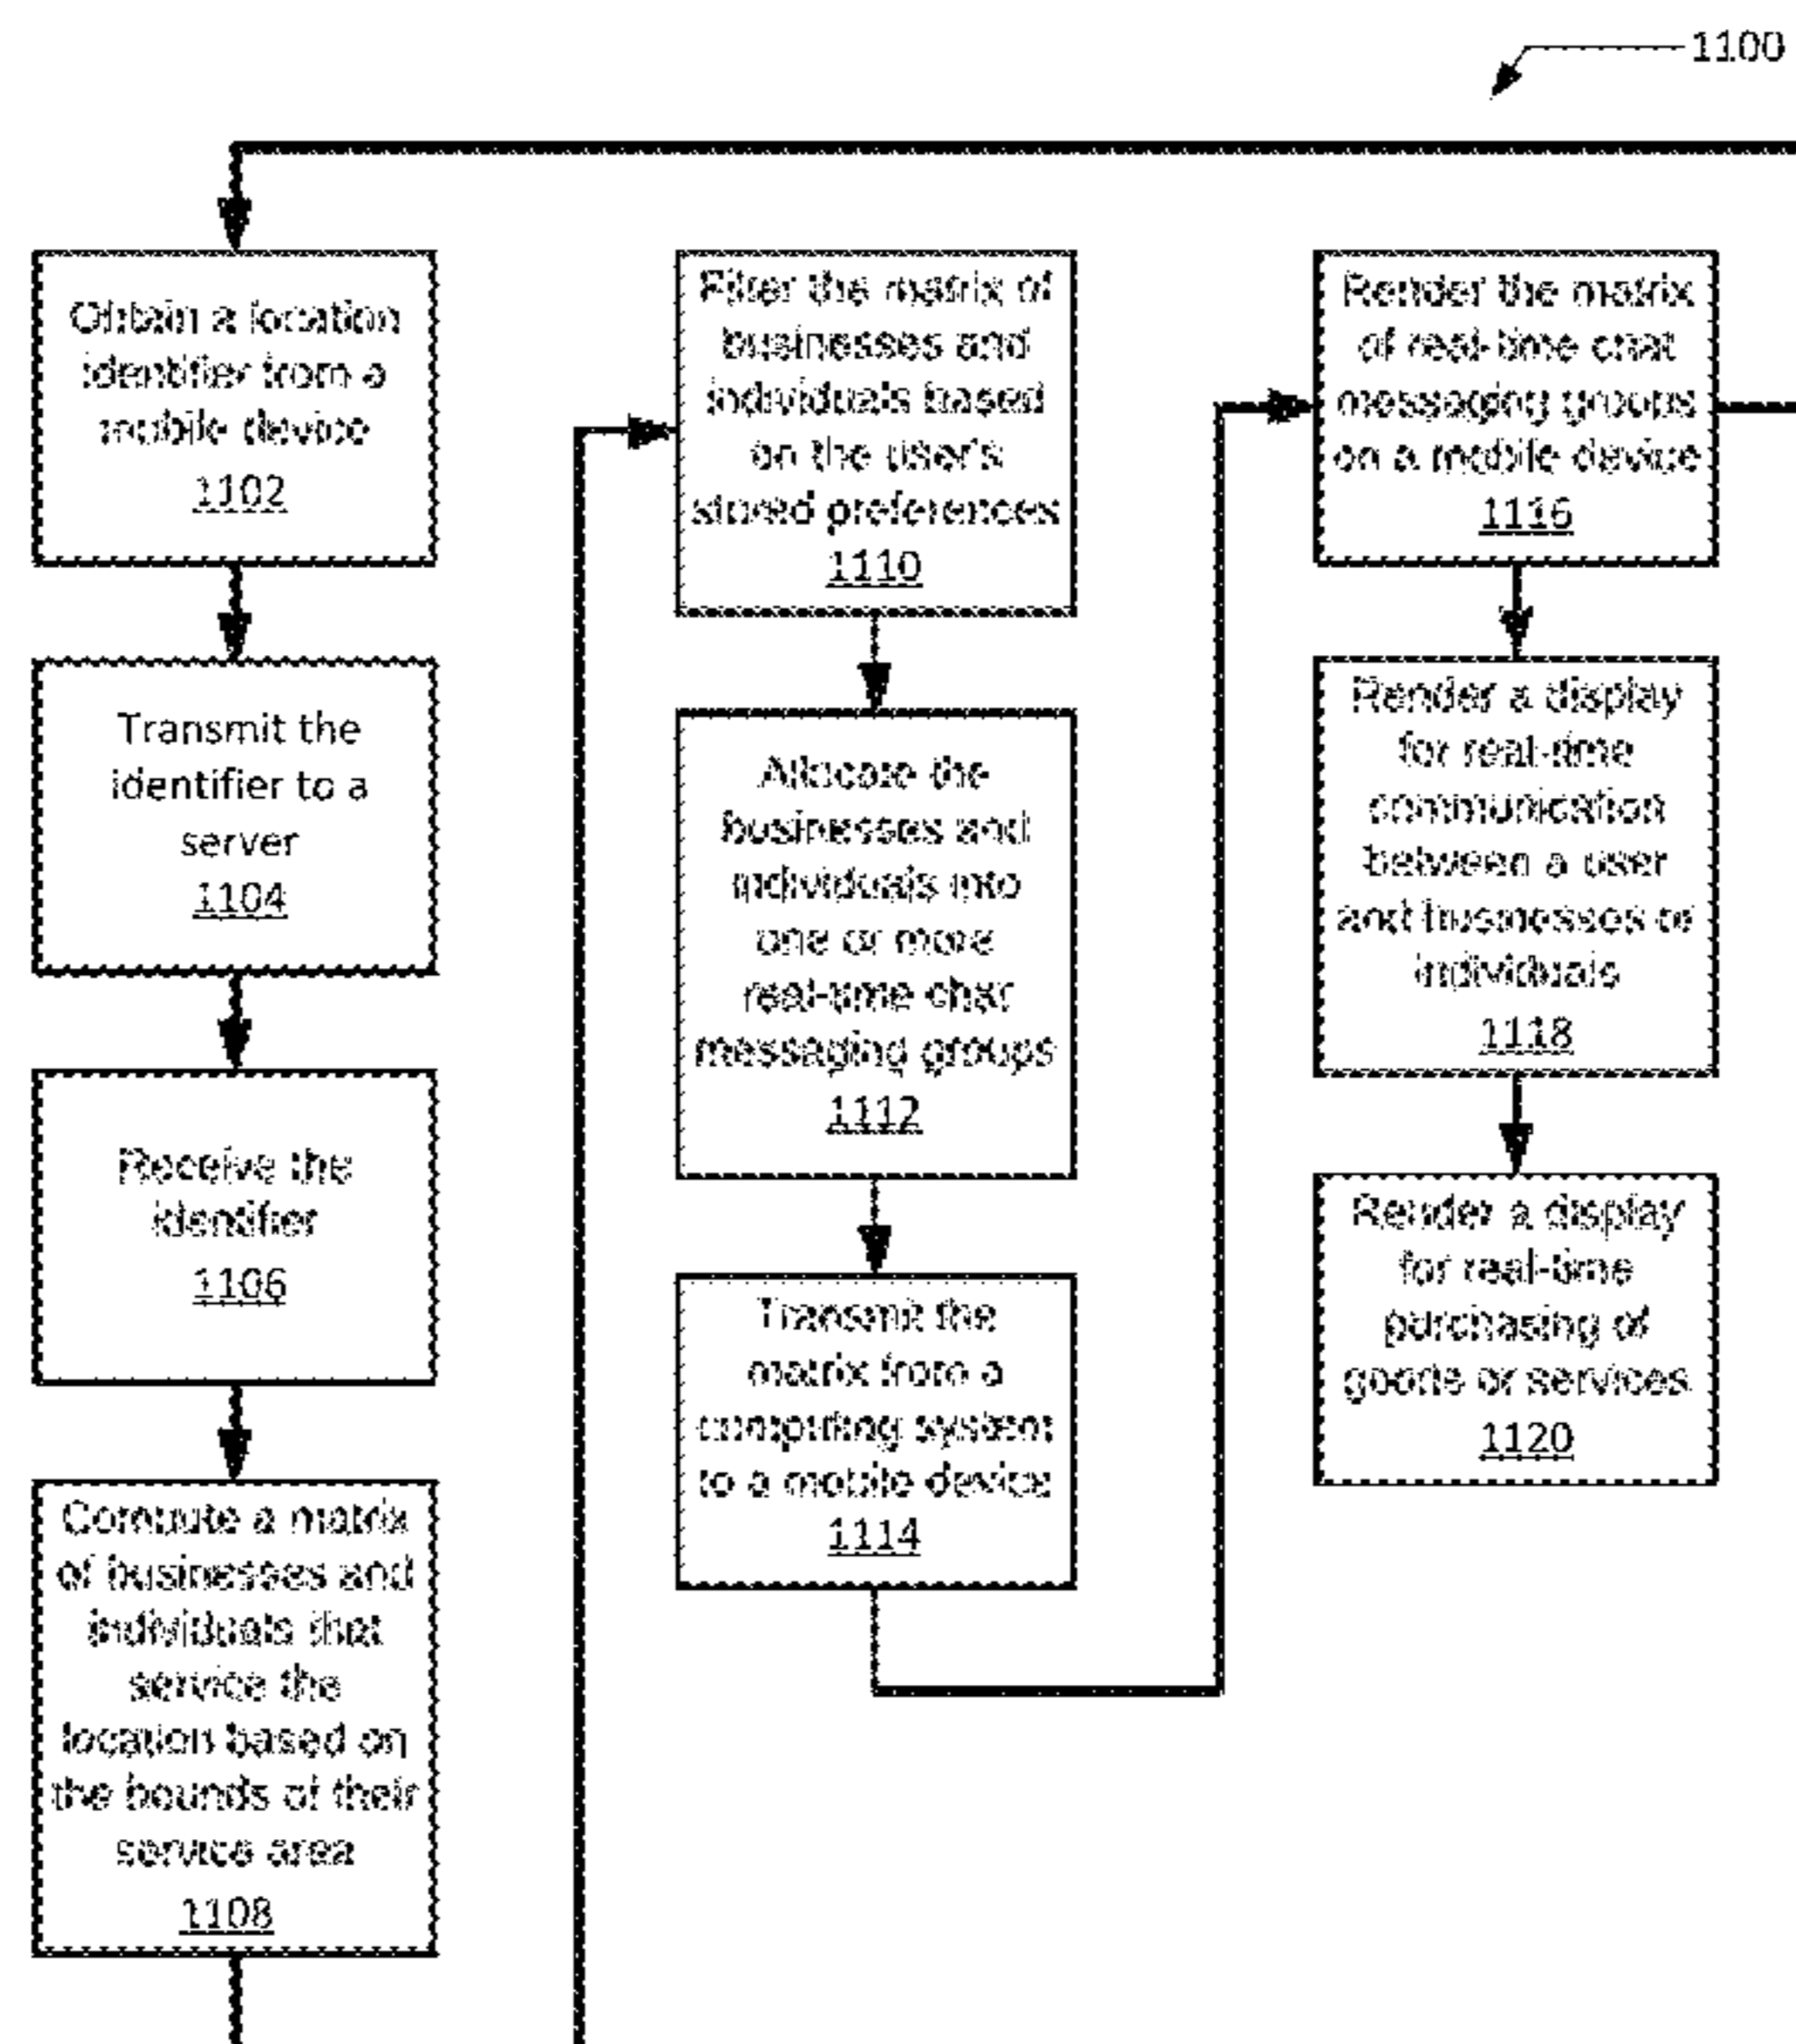 1100
Obtain a location
identifier from a
mobile device
1102
Transmit the
identifier to a
server
1104
Receive the
identifier
1106
Compute a matrix
of businesses and
individuals that
service the
location based on
the bounds of their
service area
1108
Filter the matrix of
businesses and
individuals based
on the user's
stored preferences
1110
Allocate the
businesses and
individuals into
one or more
real-time chat
messaging groups
1112
Transmit the
matrix from a
computing system
to a mobile device
1114
Render the matrix
of real-time chat
messaging groups
on a mobile device
1116
Render a display
for real-time
communication
between a user
and businesses or
individuals
1118
Render a display
for real-time
purchasing of
goods or services
1120